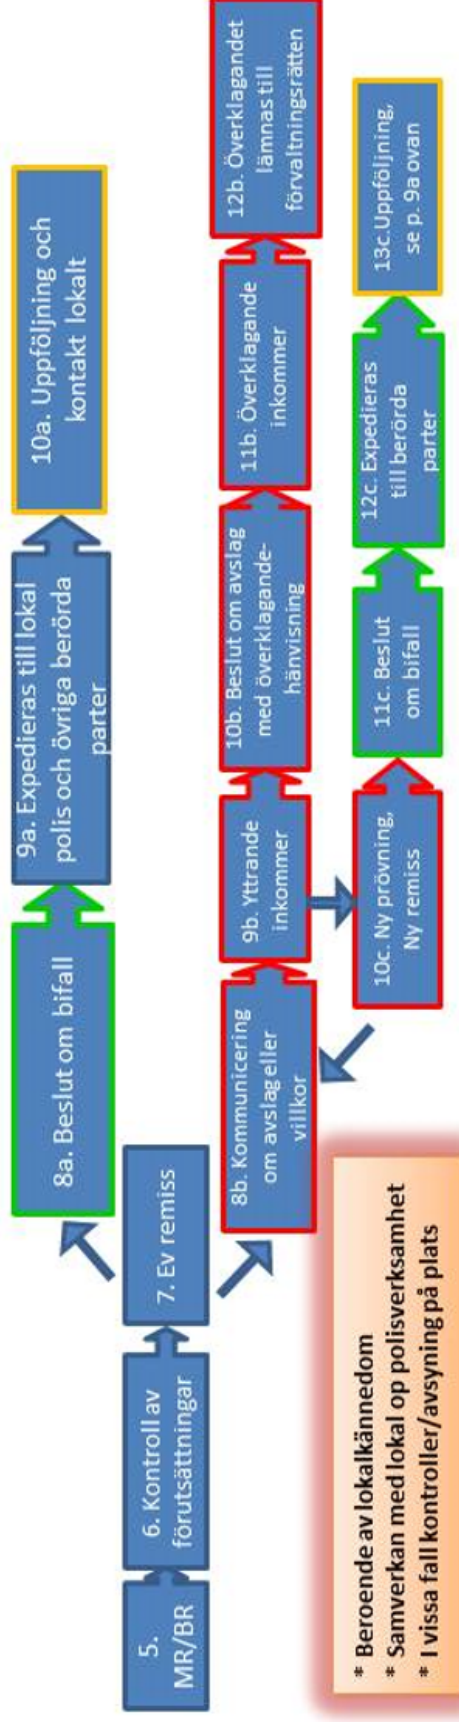 5.
MR/BR
6. Kontroll av
förutsättningar
7. Ev remiss
8a. Beslut om bifall
9a. Expedieras till lokal
polis och övriga berörda
parter
10a. Uppföljning och
kontakt lokalt
8b. Kommunicering
om avslag eller
villkor
9b. Yttrande
inkommer
10b. Beslut om avslag
med överklagande-
hänvisning
11b. Överklagande
inkommer
12b. Överklagandet
lämnas till
förvaltningsrätten
10c. Ny prövning,
Ny remiss
11c. Beslut
om bifall
12c. Expedieras
till berörda
parter
13c.Uppföljning,
se p. 9a ovan
* Beroende av lokalkännedom
* Samverkan med lokal op polisverksamhet
* I vissa fall kontroller/avsyning på plats